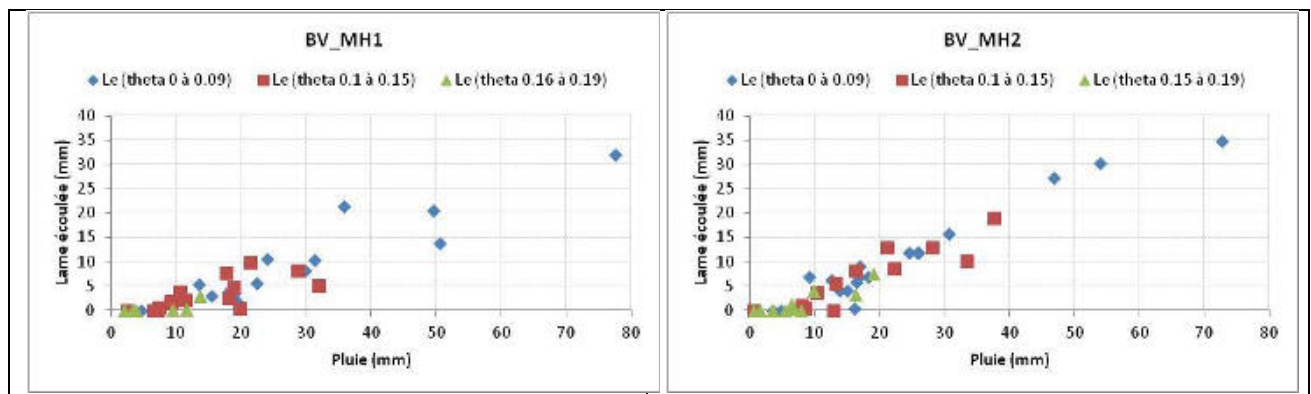 BV_MH1
Le (theta 0 à 0.09) Le (theta 0.1 à 0.15) Le (theta 0.16 à 0.19)
Lame écoulée (mm)
40
35
30
25
20
15
10
5
0
0 10 20 30 40 50 60 70 80
Pluie (mm)
BV_MH2
Le (theta 0 à 0.09) Le (theta 0.1 à 0.15) Le (theta 0.15 à 0.19)
Lame écoulée (mm)
40
35
30
25
20
15
10
5
0
0 10 20 30 40 50 60 70 80
Pluie (mm)